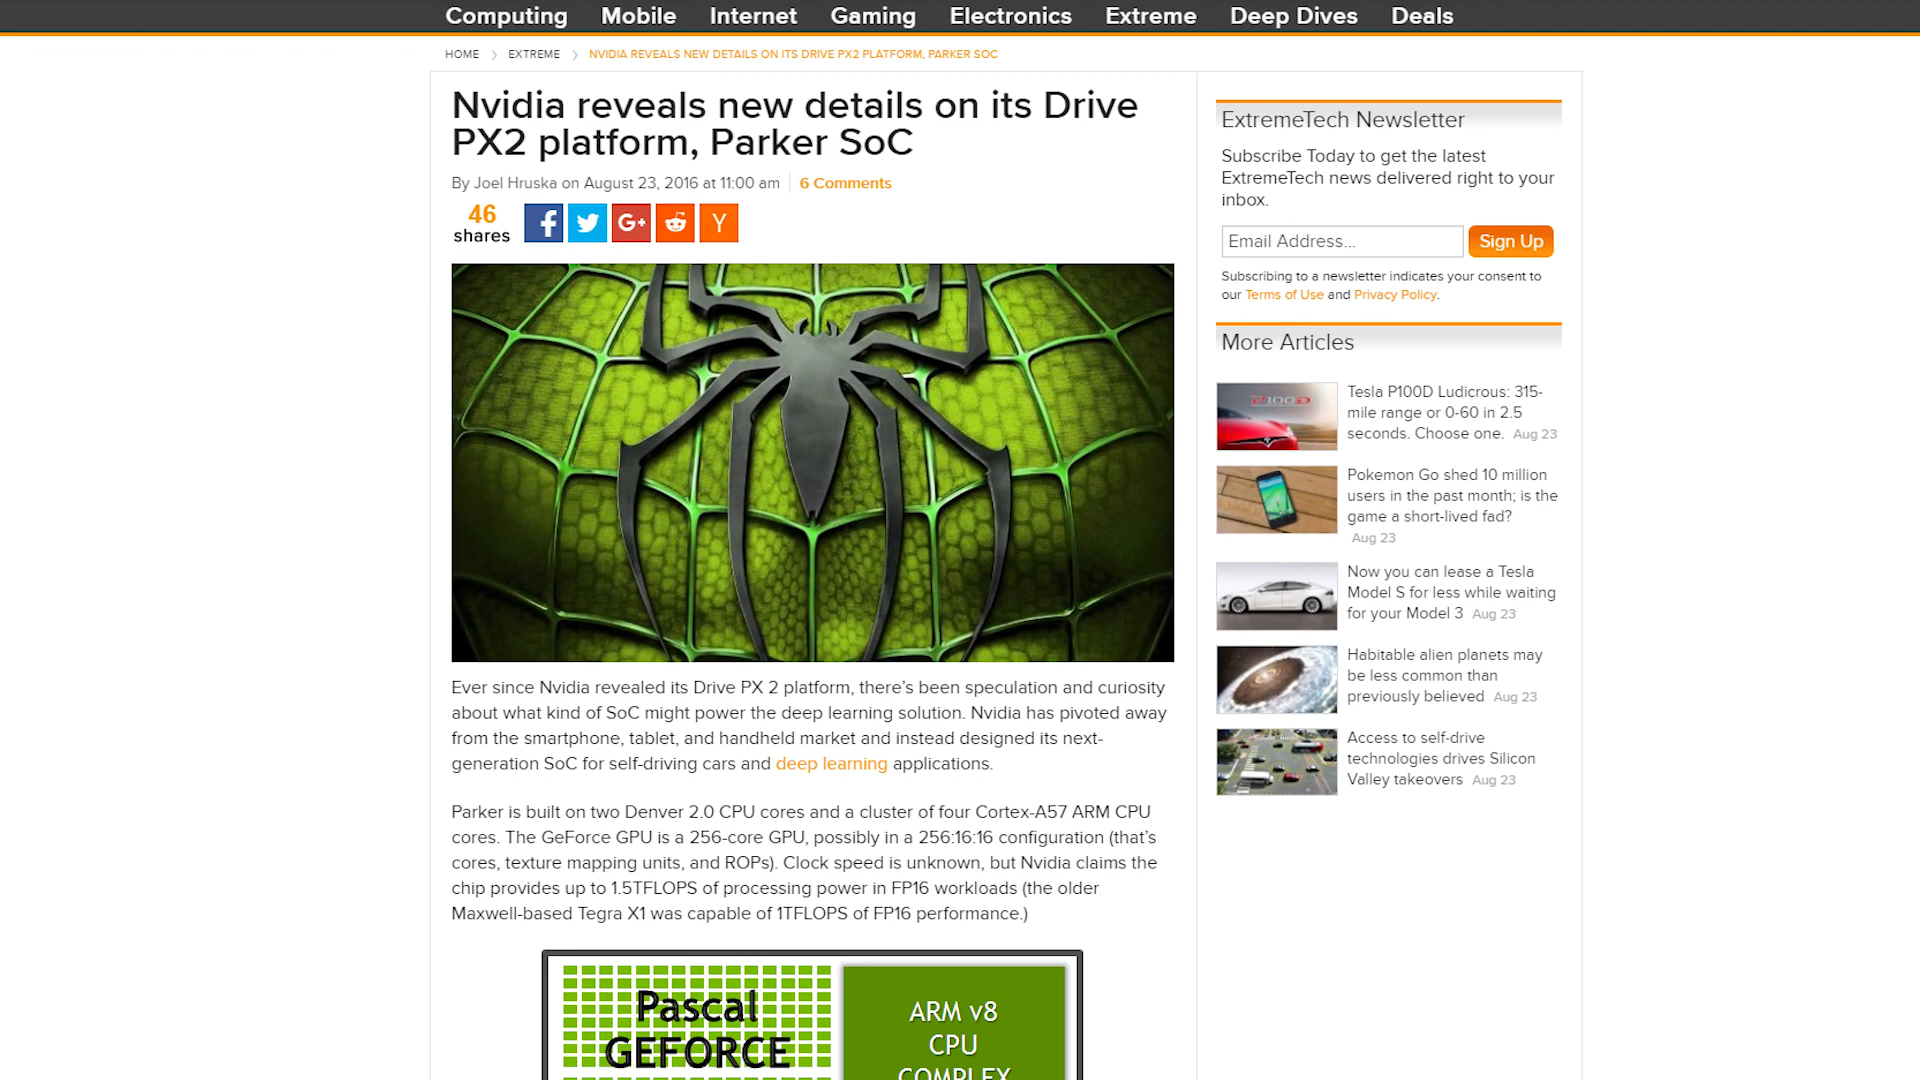 Computing Mobile Internet Gaming Electronics Extreme Deep Dives Deals
HOME EXTREME NVIDIA REVEALS NEW DETAILS ON ITS DRIVE PX2 PLATFORM, PARKER SOC
Nvidia reveals new details on its Drive
PX2 platform, Parker SoC
By Joel Hruska on August 23, 2016 at 11:00 am 6 Comments
46
shares
f G+ Y
Ever since Nvidia revealed its Drive PX 2 platform, there's been speculation and curiosity
about what kind of SoC might power the deep learning solution. Nvidia has pivoted away
from the smartphone, tablet, and handheld market and instead designed its next-
generation SoC for self-driving cars and deep learning applications.
Parker is built on two Denver 2.0 CPU cores and a cluster of four Cortex-A57 ARM CPU
cores. The GeForce GPU is a 256-core GPU, possibly in a 256:16:16 configuration (that's
cores, texture mapping units, and ROPs). Clock speed is unknown, but Nvidia claims the
chip provides up to 1.5TFLOPS of processing power in FP16 workloads (the older
Maxwell-based Tegra X1 was capable of 1TFLOPS of FP16 performance.)
Pascal
GEFORCE
ARM v8
CPU
COMPLEX
ExtremeTech Newsletter
Subscribe Today to get the latest
ExtremeTech news delivered right to your
inbox.
Email Address... Sign Up
Subscribing to a newsletter indicates your consent to
our Terms of Use and Privacy Policy.
More Articles
P100D
Tesla P100D Ludicrous: 315-
mile range or 0-60 in 2.5
seconds. Choose one. Aug 23
Pokemon Go shed 10 million
users in the past month; is the
game a short-lived fad?
Aug 23
Now you can lease a Tesla
Model S for less while waiting
for your Model 3 Aug 23
Habitable alien planets may
be less common than
previously believed Aug 23
Access to self-drive
technologies drives Silicon
Valley takeovers Aug 23